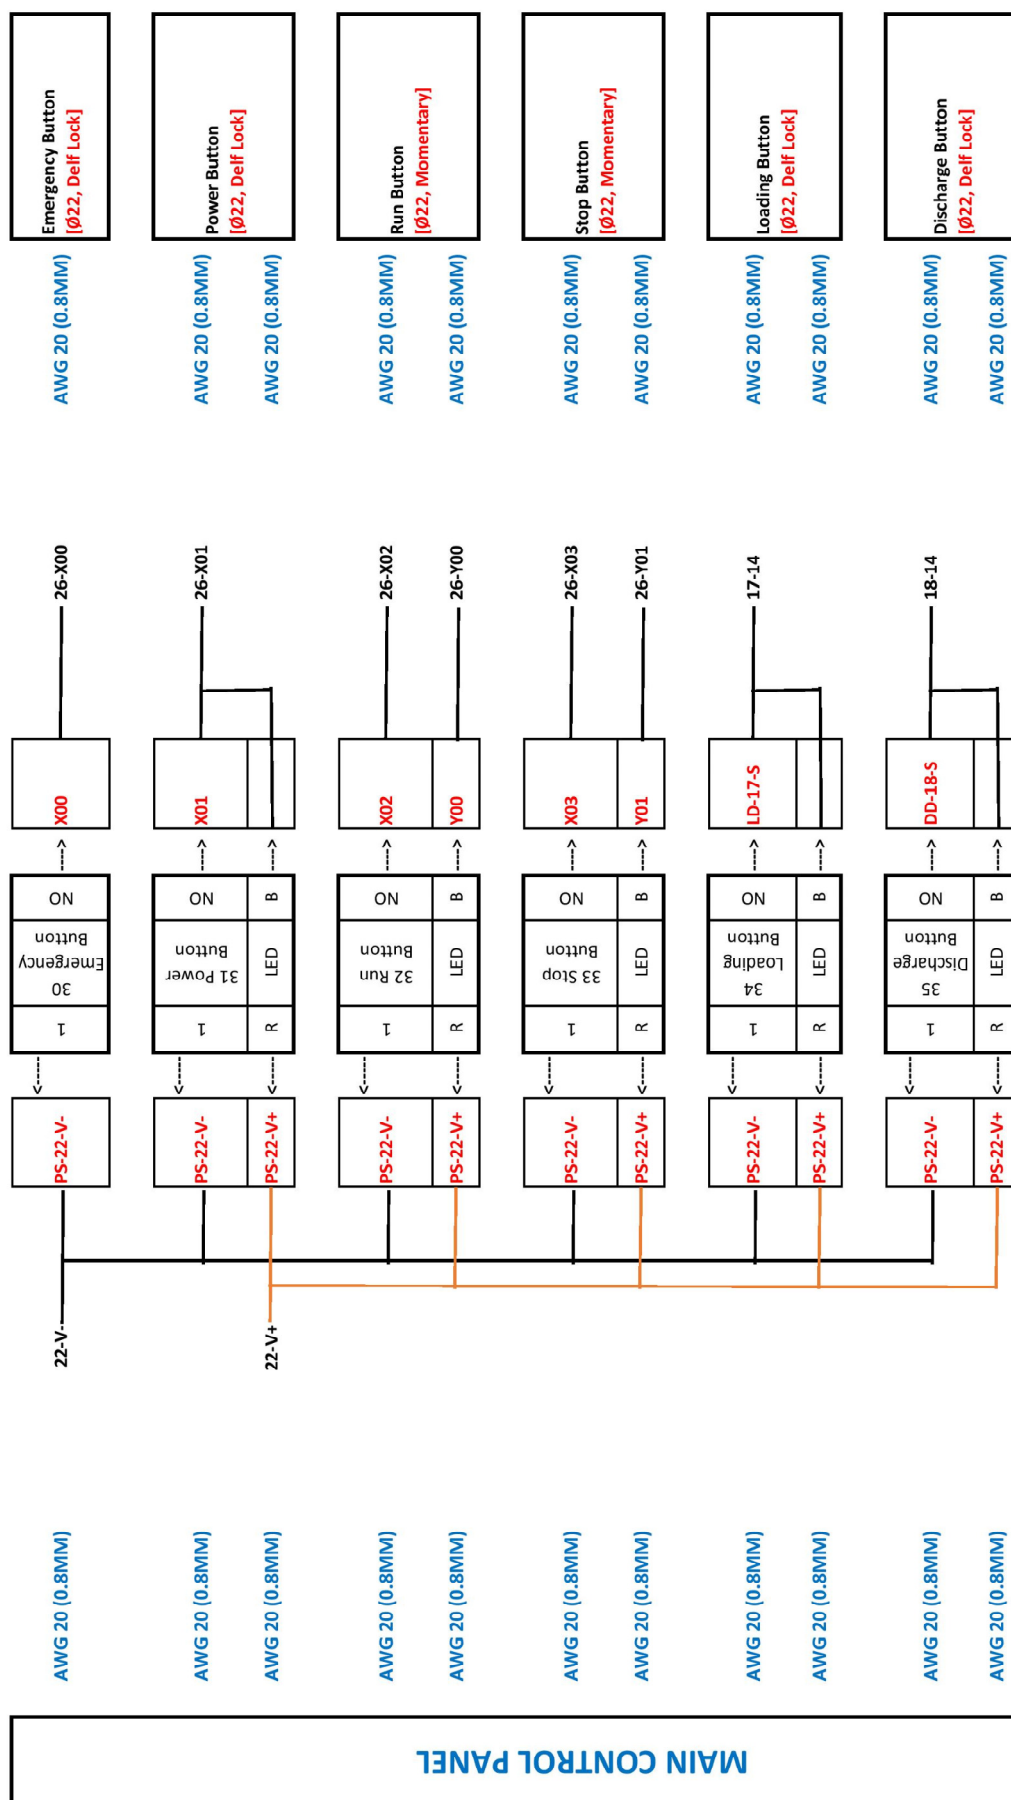 Emergency Button
[Ø22, Delf Lock]
AWG 20 (0.8MM)
26-X00
X00
NO
30
Emergency
Button
1
PS-22-V-
22-V-
AWG 20 (0.8MM)
Power Button
[Ø22, Delf Lock]
AWG 20 (0.8MM)
AWG 20 (0.8MM)
26-X01
X01
NO
31 Power
Button
1
B
LED
R
PS-22-V-
PS-22-V+
22-V+
AWG 20 (0.8MM)
AWG 20 (0.8MM)
Run Button
[Ø22, Momentary]
AWG 20 (0.8MM)
AWG 20 (0.8MM)
26-X02
26-Y00
X02
Y00
NO
32 Run
Button
1
B
LED
R
PS-22-V-
PS-22-V+
AWG 20 (0.8MM)
AWG 20 (0.8MM)
Stop Button
[Ø22, Momentary]
AWG 20 (0.8MM)
AWG 20 (0.8MM)
26-X03
26-Y01
X03
Y01
NO
33 Stop
Button
1
B
LED
R
PS-22-V-
PS-22-V+
AWG 20 (0.8MM)
AWG 20 (0.8MM)
Loading Button
[Ø22, Delf Lock]
AWG 20 (0.8MM)
AWG 20 (0.8MM)
17-14
LD-17-S
NO
34
Loading
Button
1
B
LED
R
PS-22-V-
PS-22-V+
AWG 20 (0.8MM)
AWG 20 (0.8MM)
Discharge Button
[Ø22, Delf Lock]
AWG 20 (0.8MM)
AWG 20 (0.8MM)
18-14
DD-18-S
NO
35
Discharge
Button
1
B
LED
R
PS-22-V-
PS-22-V+
AWG 20 (0.8MM)
AWG 20 (0.8MM)
MAIN CONTROL PANEL